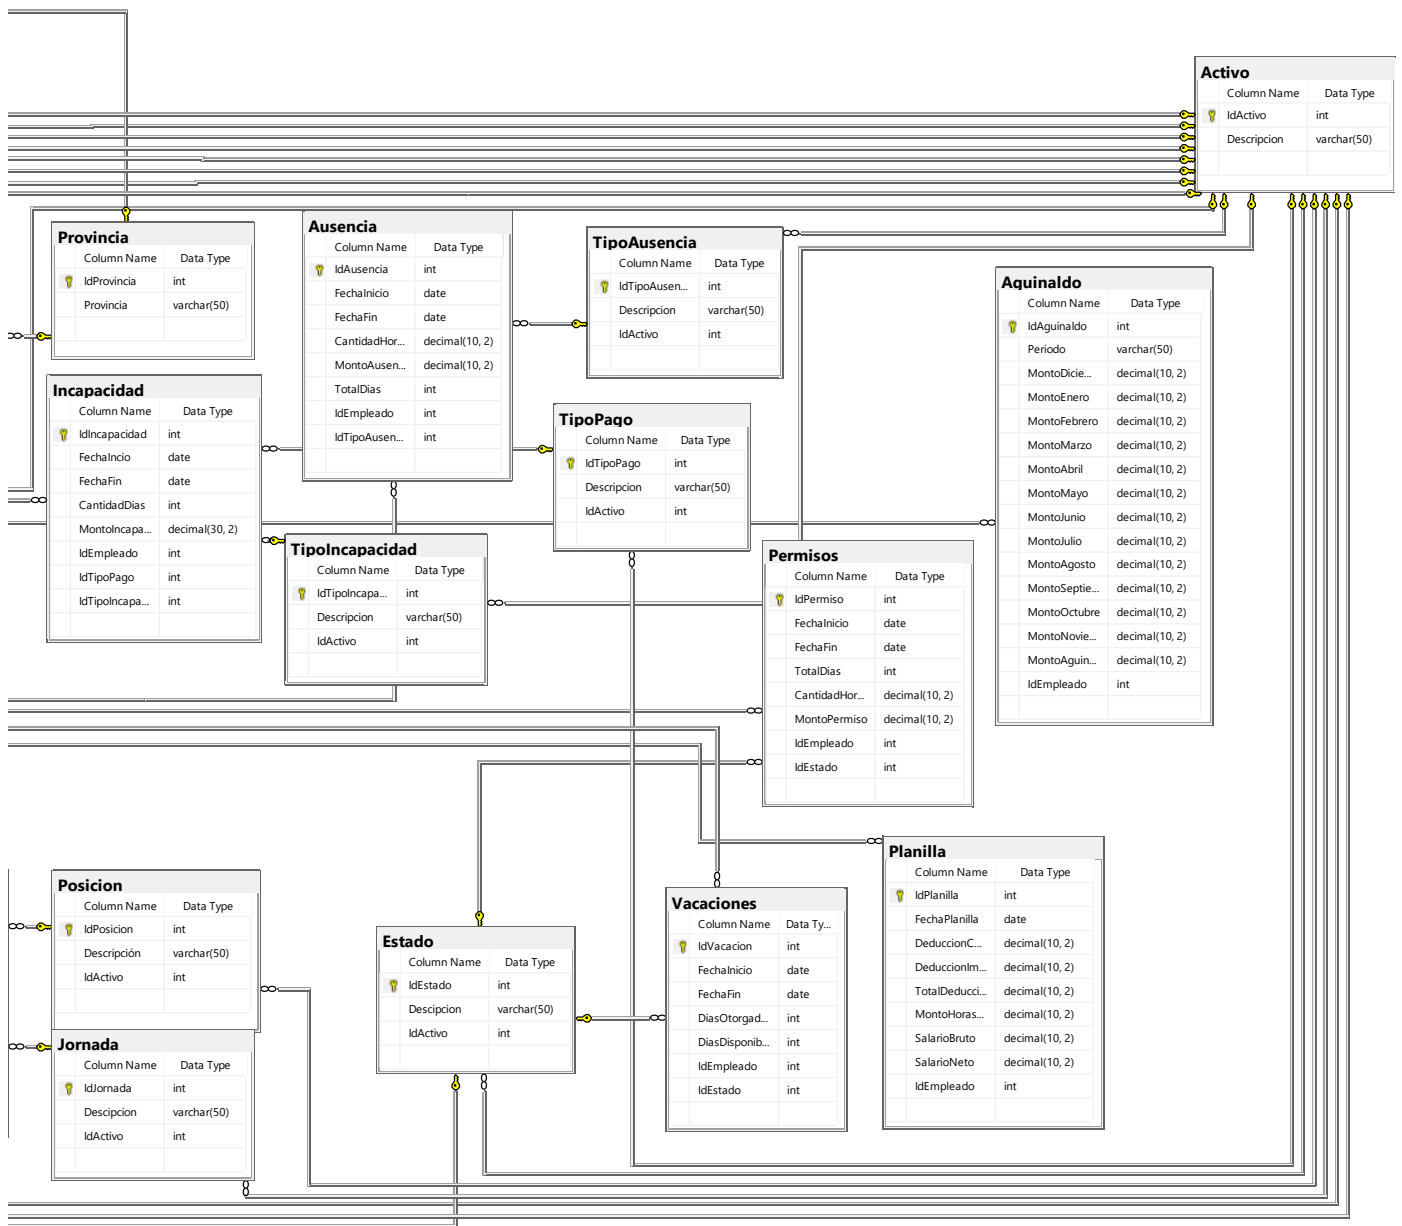 Activo
Column Name Data Type
IdActivo int
Descripcion varchar(50)
Provincia
Column Name Data Type
IdProvincia int
Provincia varchar(50)
Ausencia
Column Name Data Type
IdAusencia int
FechaInicio date
FechaFin date
CantidadHor... decimal(10, 2)
MontoAusen... decimal(10, 2)
TotalDias int
IdEmpleado int
IdTipoAusen... int
TipoAusencia
Column Name Data Type
IdTipoAusen... int
Descripcion varchar(50)
IdActivo int
Aguinaldo
Column Name Data Type
IdAguinaldo int
Periodo varchar(50)
MontoDicie... decimal(10, 2)
MontoEnero decimal(10, 2)
MontoFebrero decimal(10, 2)
MontoMarzo decimal(10, 2)
MontoAbril decimal(10, 2)
MontoMayo decimal(10, 2)
MontoJunio decimal(10, 2)
MontoJulio decimal(10, 2)
MontoAgosto decimal(10, 2)
MontoSeptie... decimal(10, 2)
MontoOctubre decimal(10, 2)
MontoNovie... decimal(10, 2)
MontoAguin... decimal(10, 2)
IdEmpleado int
Incapacidad
Column Name Data Type
IdIncapacidad int
FechaIncio date
FechaFin date
CantidadDias int
MontoIncapa... decimal(30, 2)
IdEmpleado int
IdTipoPago int
IdTipoIncapa... int
TipoPago
Column Name Data Type
IdTipoPago int
Descripcion varchar(50)
IdActivo int
TipoIncapacidad
Column Name Data Type
IdTipoIncapa... int
Descripcion varchar(50)
IdActivo int
Permisos
Column Name Data Type
IdPermiso int
FechaInicio date
FechaFin date
TotalDias int
CantidadHor... decimal(10, 2)
MontoPermiso decimal(10, 2)
IdEmpleado int
IdEstado int
Planilla
Column Name Data Type
IdPlanilla int
FechaPlanilla date
DeduccionC... decimal(10, 2)
DeduccionIm... decimal(10, 2)
TotalDeducci... decimal(10, 2)
MontoHoras... decimal(10, 2)
SalarioBruto decimal(10, 2)
SalarioNeto decimal(10, 2)
IdEmpleado int
Posicion
Column Name Data Type
IdPosicion int
Descripción varchar(50)
IdActivo int
Vacaciones
Column Name Data Ty...
IdVacacion int
FechaInicio date
FechaFin date
DiasOtorgad... int
DiasDisponib... int
IdEmpleado int
IdEstado int
Estado
Column Name Data Type
IdEstado int
Descipcion varchar(50)
IdActivo int
Jornada
Column Name Data Type
IdJornada int
Descipcion varchar(50)
IdActivo int